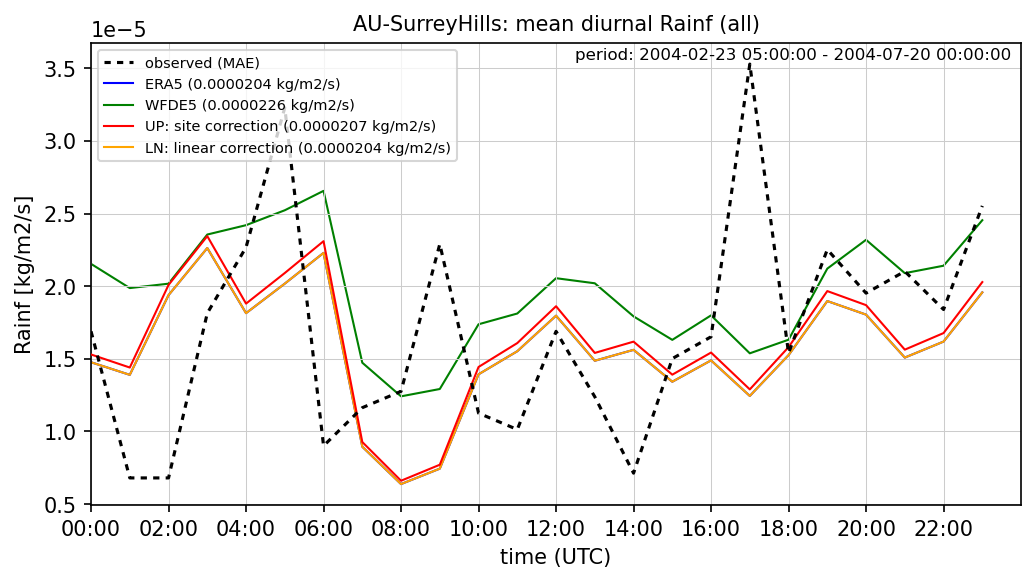 AU-SurreyHills: mean diurnal Rainf (all)
1e−5
period: 2004-02-23 05:00:00 - 2004-07-20 00:00:00
observed (MAE)
ERA5 (0.0000204 kg/m2/s)
WFDE5 (0.0000226 kg/m2/s)
UP: site correction (0.0000207 kg/m2/s)
LN: linear correction (0.0000204 kg/m2/s)
Rainf [kg/m2/s]
3.5
3.0
2.5
2.0
1.5
1.0
0.5
00:00 02:00 04:00 06:00 08:00 10:00 12:00 14:00 16:00 18:00 20:00 22:00
time (UTC)